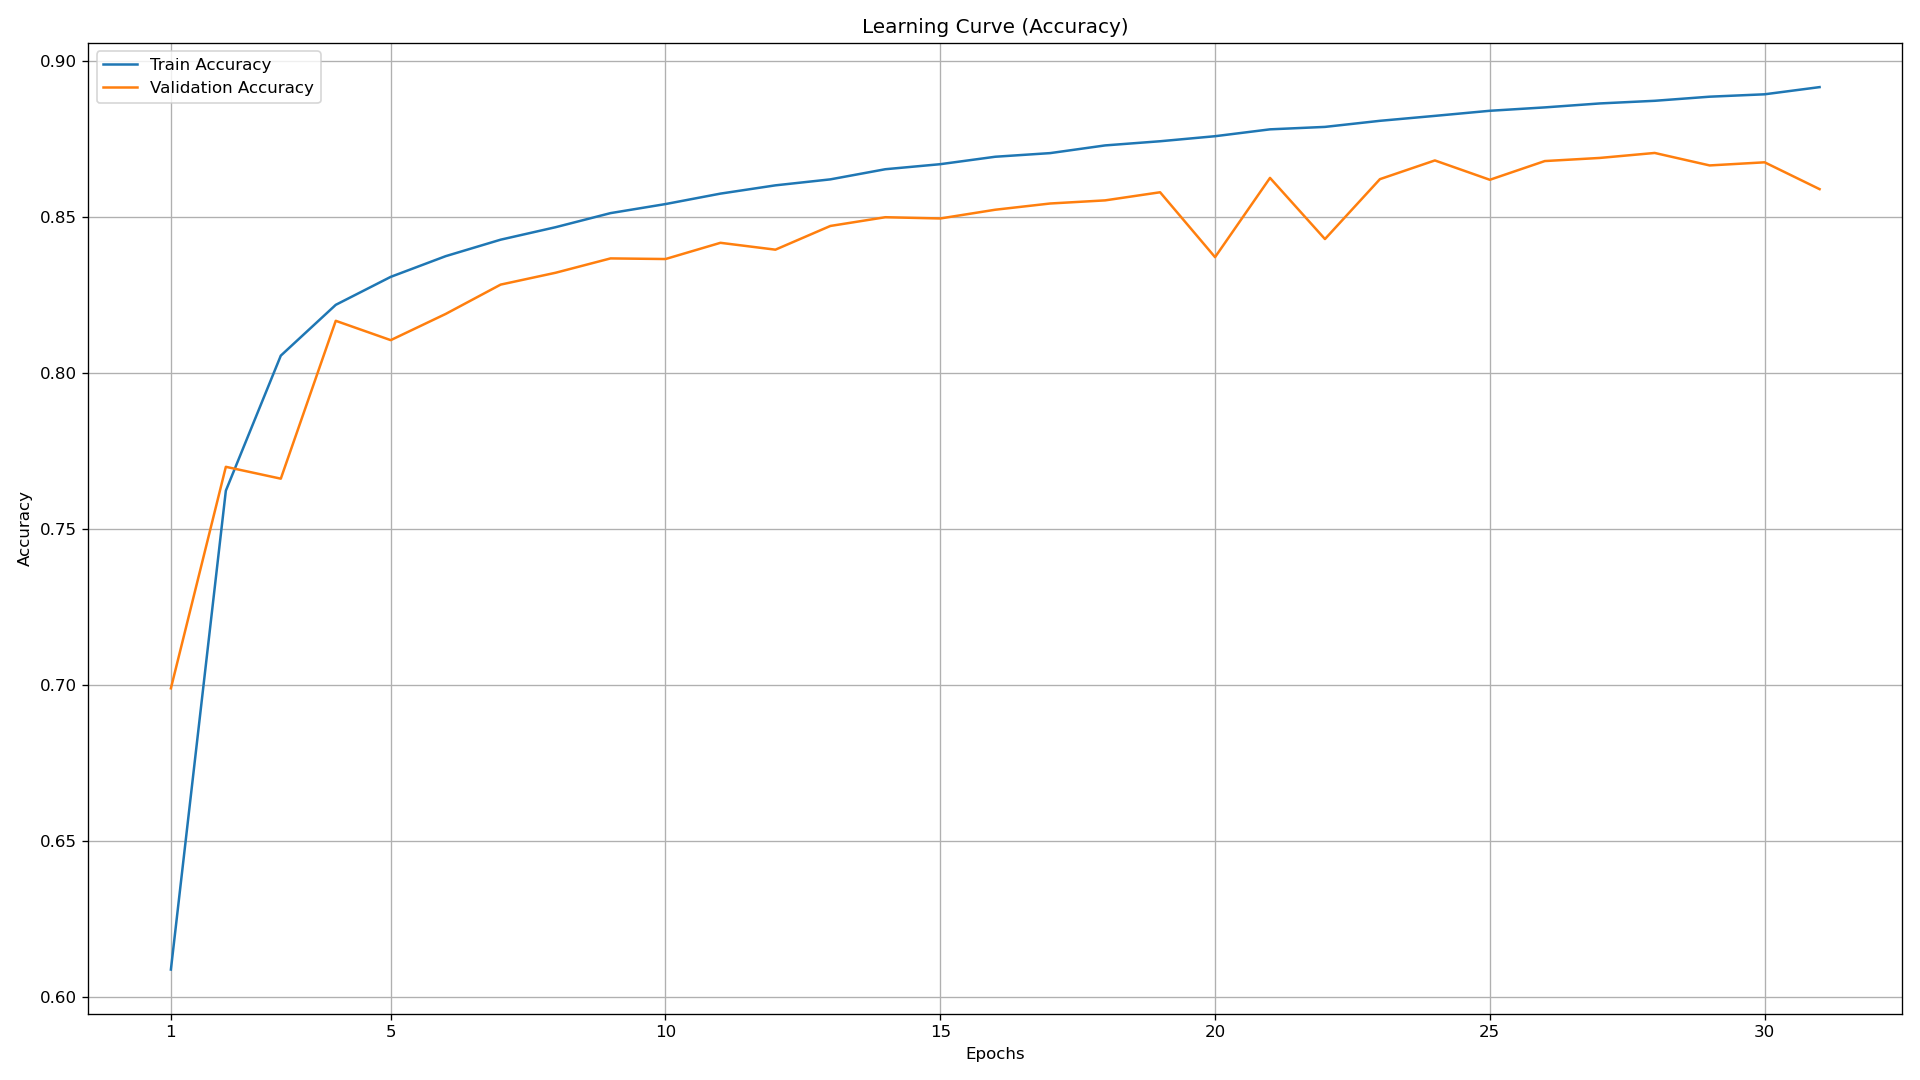 Learning Curve (Accuracy)
Train Accuracy
Validation Accuracy
Accuracy
0.90
0.85
0.80
0.75
0.70
0.65
0.60
1 5 10 15 20 25 30
Epochs